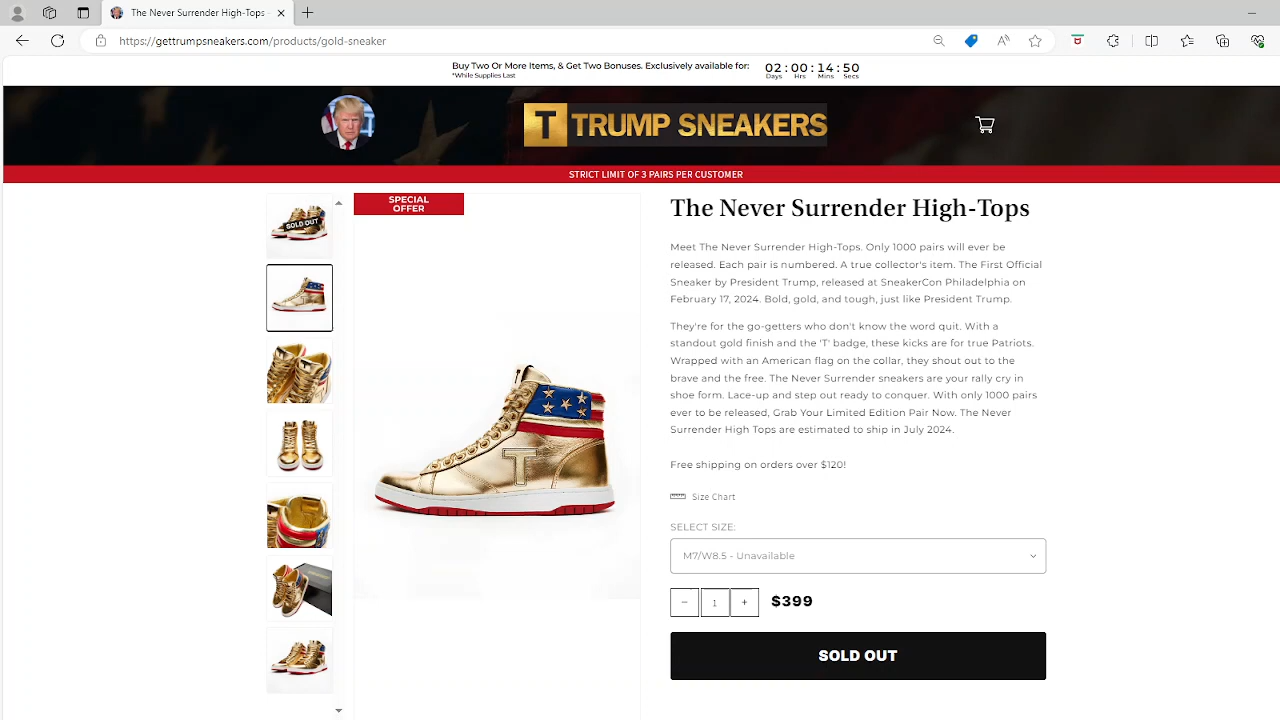 The Never Surrender High-Tops -
https://gettrumpsneakers.com/products/gold-sneaker
Buy Two Or More Items, & Get Two Bonuses. Exclusively available for:
*While Supplies Last
02:00:14:50
Days Hrs Mins Secs
T TRUMP SNEAKERS
STRICT LIMIT OF 3 PAIRS PER CUSTOMER
SOLD OUT
SPECIAL
OFFER
T
The Never Surrender High-Tops
Meet The Never Surrender High-Tops. Only 1000 pairs will ever be
released. Each pair is numbered. A true collector's item. The First Official
Sneaker by President Trump, released at SneakerCon Philadelphia on
February 17, 2024. Bold, gold, and tough, just like President Trump.
They're for the go-getters who don't know the word quit. With a
standout gold finish and the 'T' badge, these kicks are for true Patriots.
Wrapped with an American flag on the collar, they shout out to the
brave and the free. The Never Surrender sneakers are your rally cry in
shoe form. Lace-up and step out ready to conquer. With only 1000 pairs
ever to be released, Grab Your Limited Edition Pair Now. The Never
Surrender High Tops are estimated to ship in July 2024.
Free shipping on orders over $120!
Size Chart
SELECT SIZE:
M7/W8.5 - Unavailable
− 1 + $399
SOLD OUT